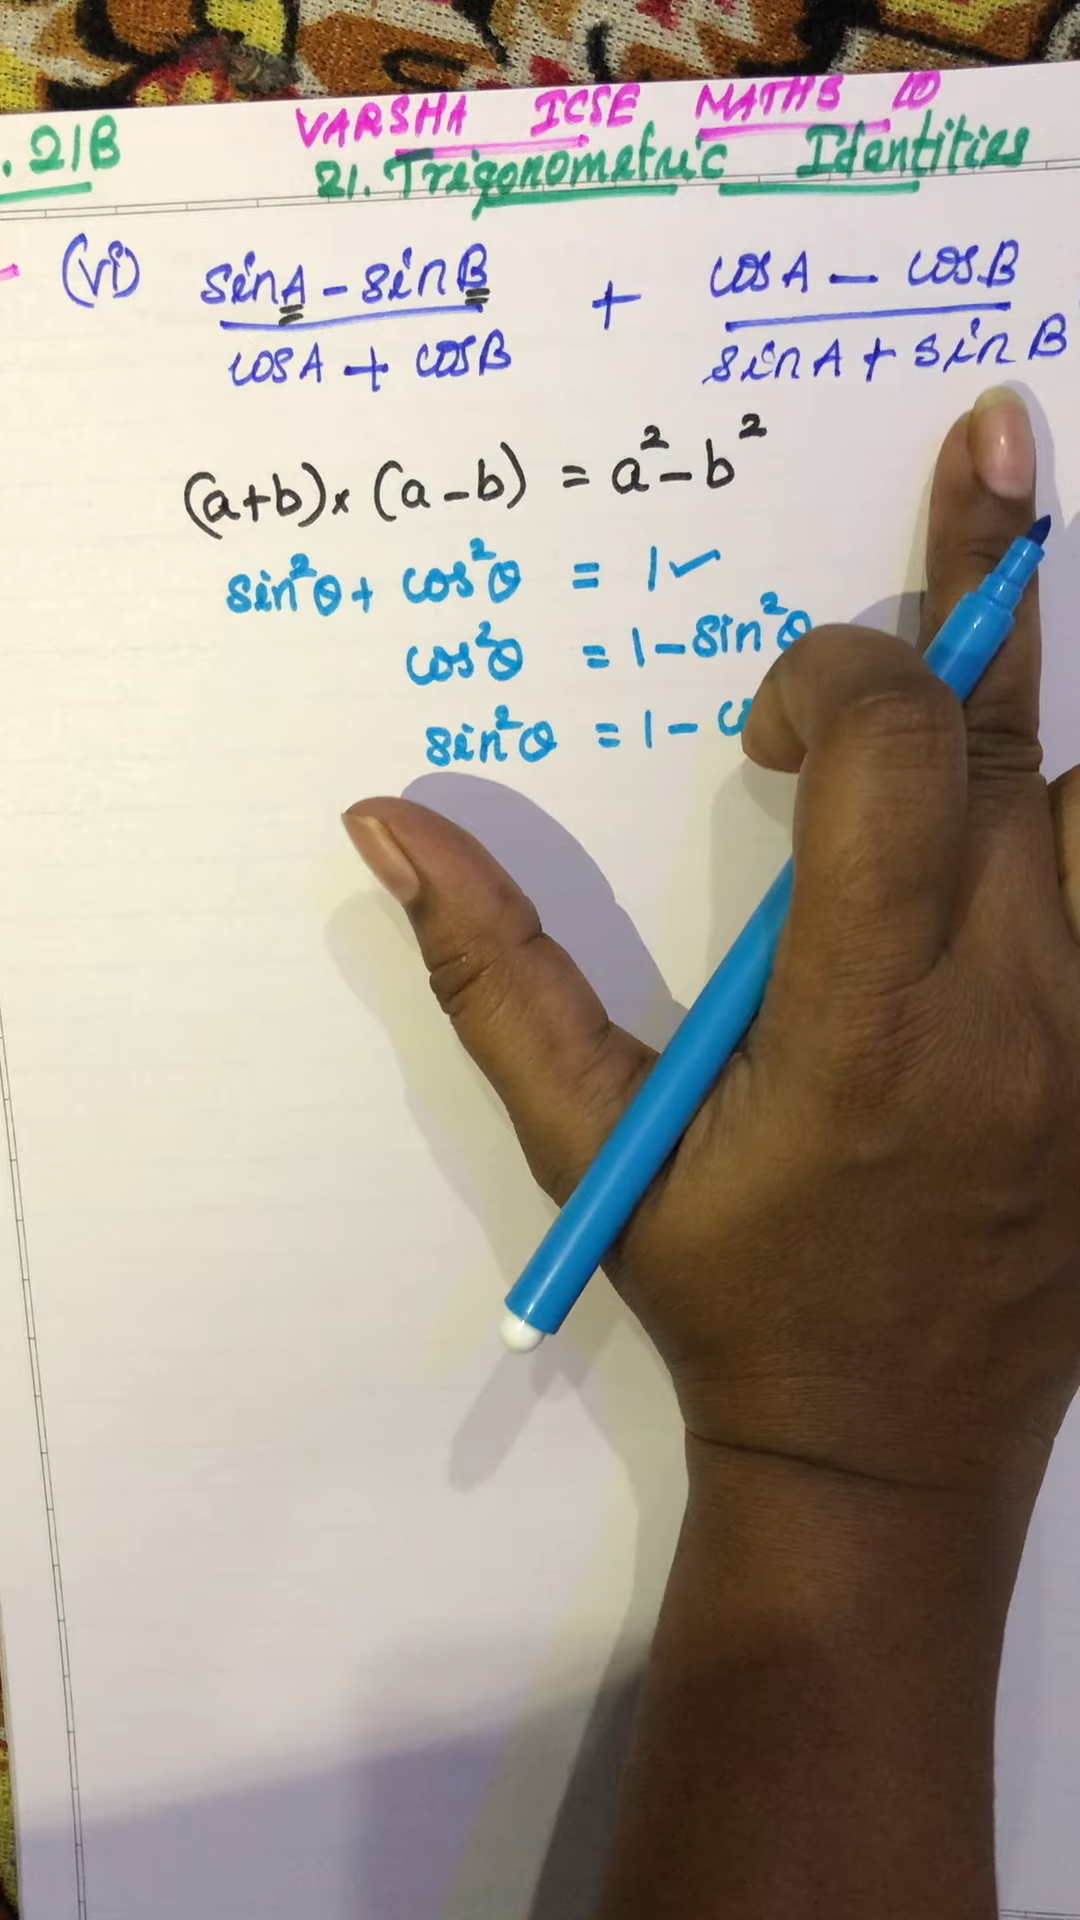 VARSHA ICSE MATHS 10
. 21B 21. Trigonometric Identities
(vi) sinA - sinB / cosA + cosB + cosA - cosB / sinA + sinB
(a+b)×(a-b) = a²-b²
sin²θ + cos²θ = 1✓
cos²θ = 1-sin²θ
sin²θ = 1-